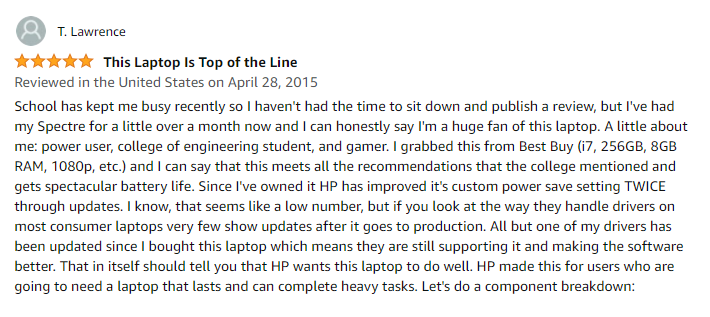 T. Lawrence
This Laptop Is Top of the Line
Reviewed in the United States on April 28, 2015
School has kept me busy recently so I haven't had the time to sit down and publish a review, but I've had
my Spectre for a little over a month now and I can honestly say I'm a huge fan of this laptop. A little about
me: power user, college of engineering student, and gamer. I grabbed this from Best Buy (i7, 256GB, 8GB
RAM, 1080p, etc.) and I can say that this meets all the recommendations that the college mentioned and
gets spectacular battery life. Since I've owned it HP has improved it's custom power save setting TWICE
through updates. I know, that seems like a low number, but if you look at the way they handle drivers on
most consumer laptops very few show updates after it goes to production. All but one of my drivers has
been updated since I bought this laptop which means they are still supporting it and making the software
better. That in itself should tell you that HP wants this laptop to do well. HP made this for users who are
going to need a laptop that lasts and can complete heavy tasks. Let's do a component breakdown: